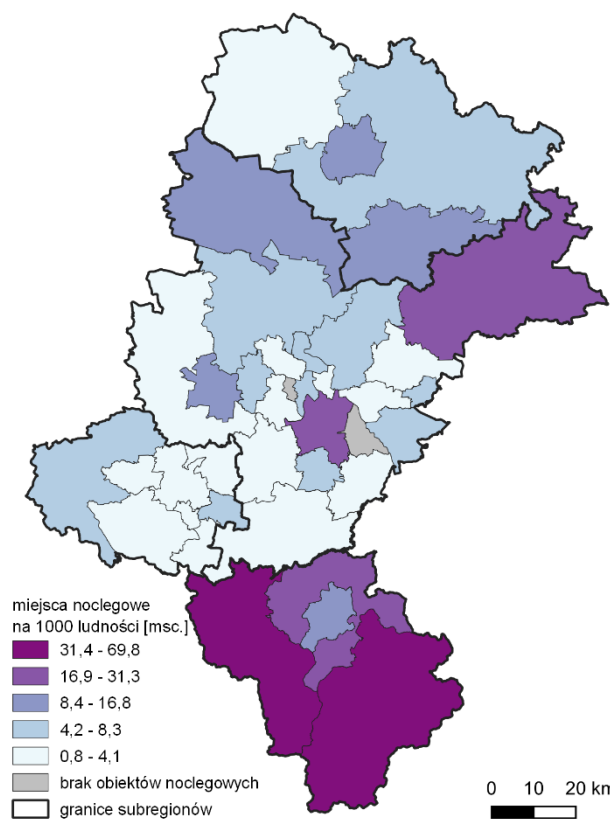 miejsca noclegowe
na 1000 ludności [msc.]
31,4 - 69,8
16,9 - 31,3
8,4 - 16,8
4,2 - 8,3
0,8 - 4,1
brak obiektów noclegowych
granice subregionów
0 10 20 km